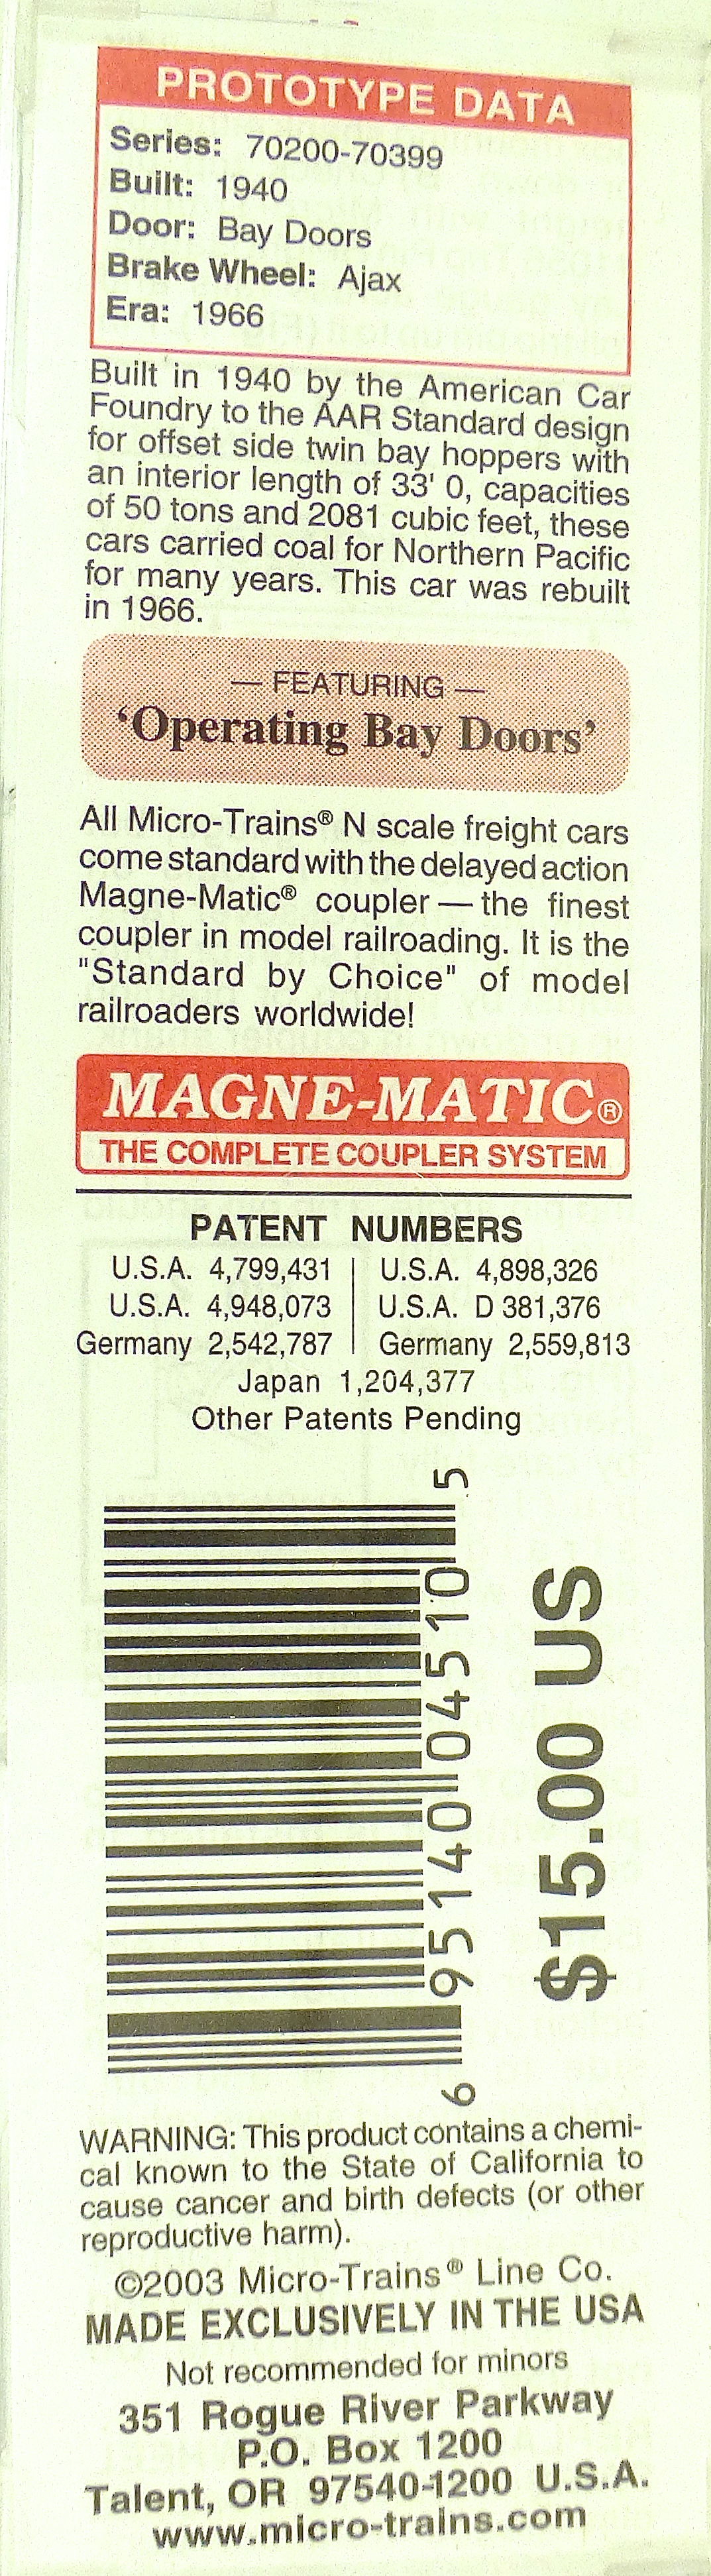 PROTOTYPE DATA
Series: 70200-70399
Built: 1940
Door: Bay Doors
Brake Wheel: Ajax
Era: 1966
Built in 1940 by the American Car
Foundry to the AAR Standard design
for offset side twin bay hoppers with
an interior length of 33' 0, capacities
of 50 tons and 2081 cubic feet, these
cars carried coal for Northern Pacific
for many years. This car was rebuilt
in 1966.
— FEATURING —
'Operating Bay Doors'
All Micro-Trains® N scale freight cars
come standard with the delayed action
Magne-Matic® coupler — the finest
coupler in model railroading. It is the
"Standard by Choice" of model
railroaders worldwide!
MAGNE-MATIC®
THE COMPLETE COUPLER SYSTEM
PATENT NUMBERS
U.S.A. 4,799,431 | U.S.A. 4,898,326
U.S.A. 4,948,073 | U.S.A. D 381,376
Germany 2,542,787 | Germany 2,559,813
Japan 1,204,377
Other Patents Pending
6 95140 04510 5
$15.00 US
WARNING: This product contains a chemi-
cal known to the State of California to
cause cancer and birth defects (or other
reproductive harm).
©2003 Micro-Trains® Line Co.
MADE EXCLUSIVELY IN THE USA
Not recommended for minors
351 Rogue River Parkway
P.O. Box 1200
Talent, OR 97540-1200 U.S.A.
www.micro-trains.com